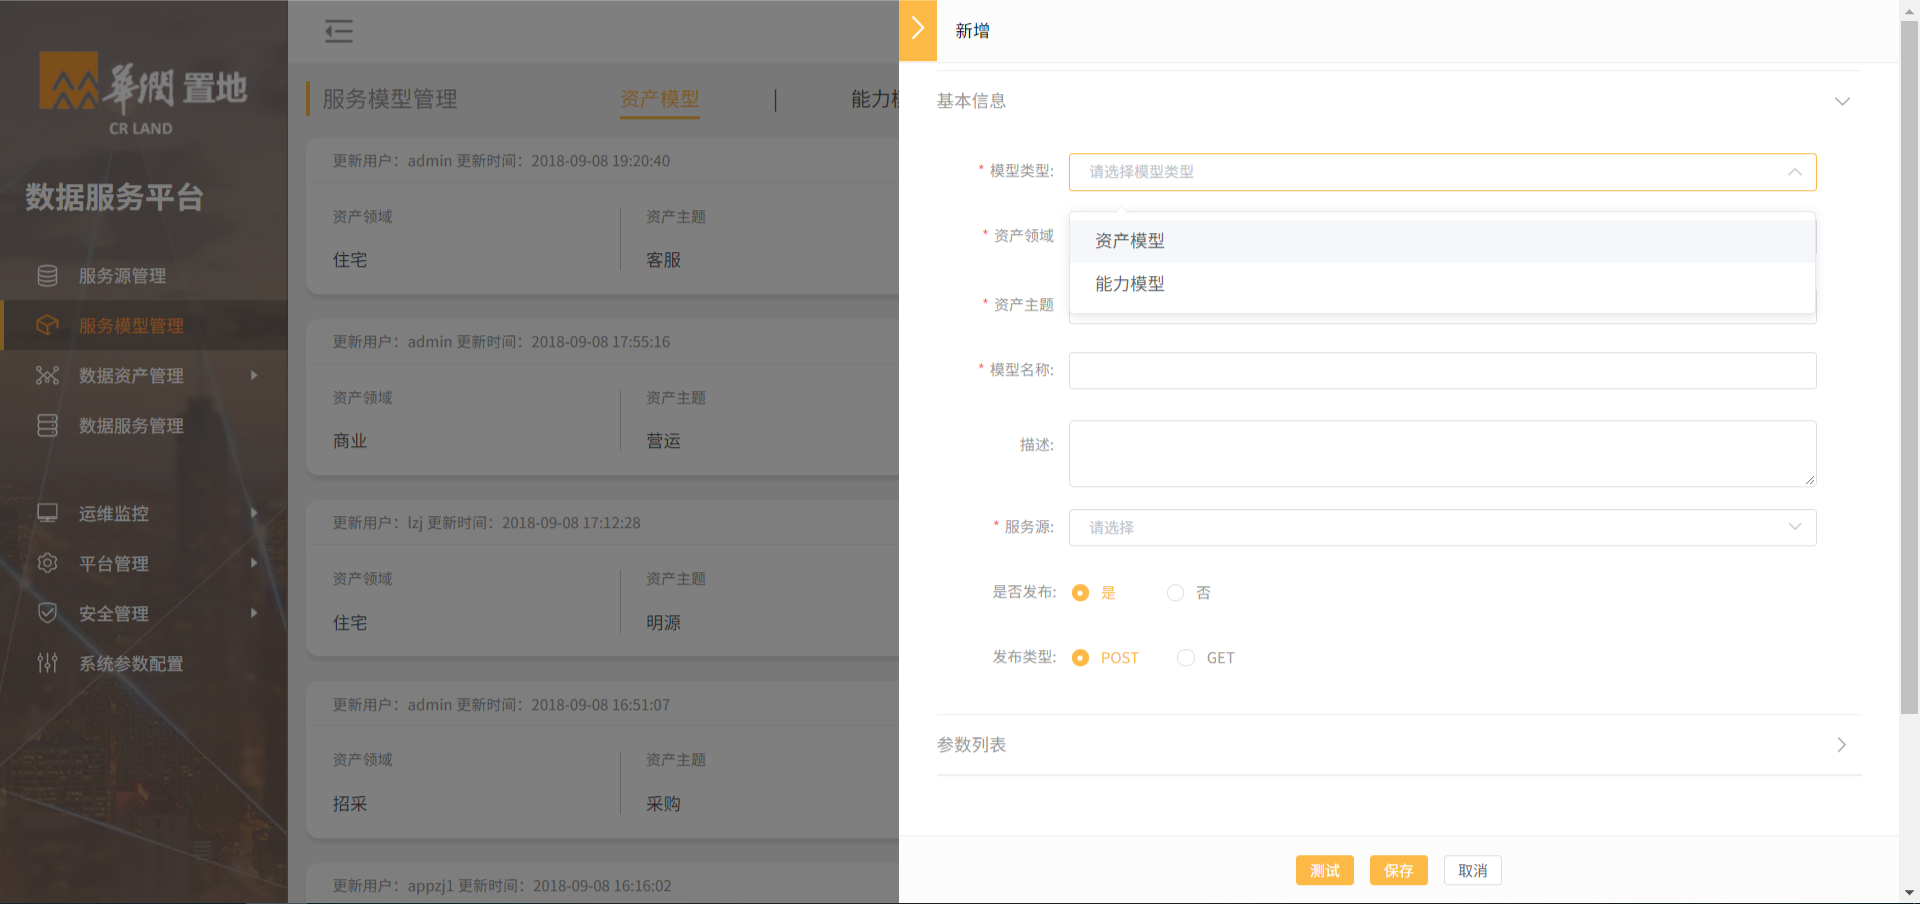 華潤置地
CR LAND
数据服务平台
服务源管理
服务模型管理
数据资产管理
数据服务管理
运维监控
平台管理
安全管理
系统参数配置
服务模型管理
资产模型
|
能力模
更新用户：admin 更新时间：2018-09-08 19:20:40
资产领域
资产主题
住宅
客服
更新用户：admin 更新时间：2018-09-08 17:55:16
资产领域
资产主题
商业
营运
更新用户：lzj 更新时间：2018-09-08 17:12:28
资产领域
资产主题
住宅
明源
更新用户：admin 更新时间：2018-09-08 16:51:07
资产领域
资产主题
招采
采购
更新用户：appzj1 更新时间：2018-09-08 16:16:02
新增
基本信息
* 模型类型:
请选择模型类型
* 资产领域
资产模型
能力模型
* 资产主题
* 模型名称:
描述:
* 服务源:
请选择
是否发布:
是
否
发布类型:
POST
GET
参数列表
测试
保存
取消